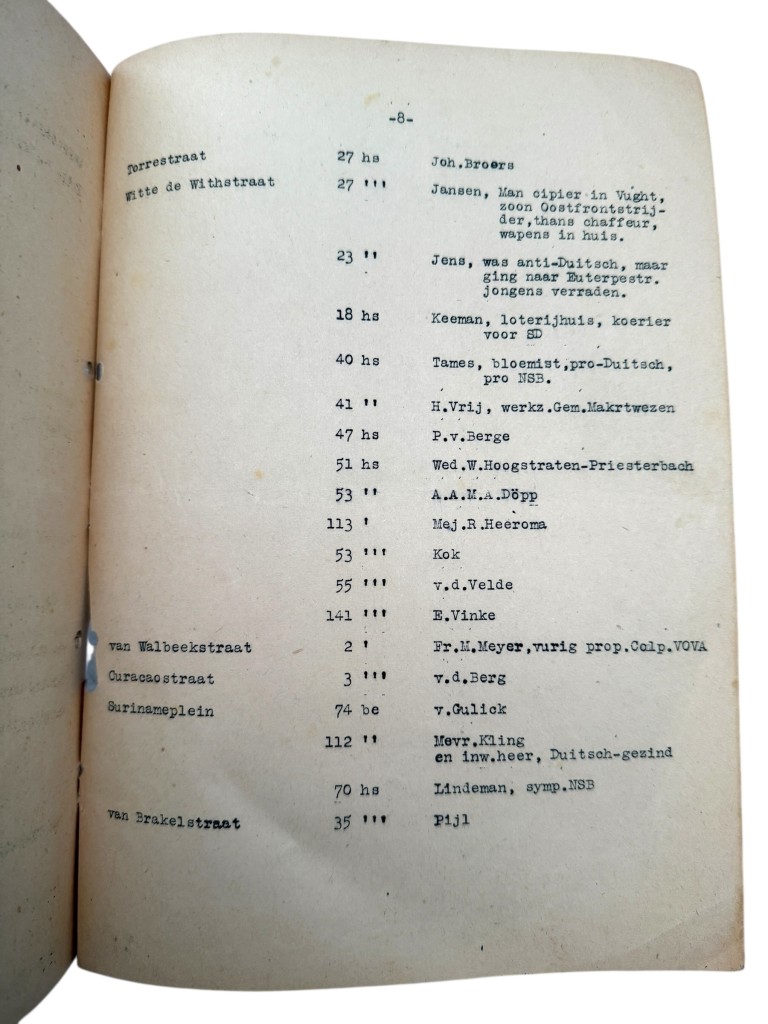 -8-
Torrestraat 27 hs Joh.Broers
Witte de Withstraat 27 ''' Jansen, Man cipier in Vught,
zoon Oostfrontstrij-
der,thans chauffeur,
wapens in huis.
23 '' Jens, was anti-Duitsch, maar
ging naar Euterpestr.
jongens verraden.
18 hs Keeman, loterijhuis, koerier
voor SD
40 hs Tames, bloemist,pro-Duitsch,
pro NSB.
41 '' H.Vrij, werkz.Gem.Makrtwezen
47 hs P.v.Berge
51 hs Wed.W.Hoogstraten-Priesterbach
53 '' A.A.M.A.Döpp
113 ' Mej.R.Heeroma
53 ''' Kok
55 ''' v.d.Velde
141 ''' E.Vinke
van Walbeekstraat 2 ' Fr.M.Meyer,vurig prop.Colp.VOVA
Curacaostraat 3 ''' v.d.Berg
Surinameplein 74 be v.Gulick
112 '' Mevr.Kling
en inw.heer, Duitsch-gezind
70 hs Lindeman, symp.NSB
van Brakelstraat 35 ''' Pijl